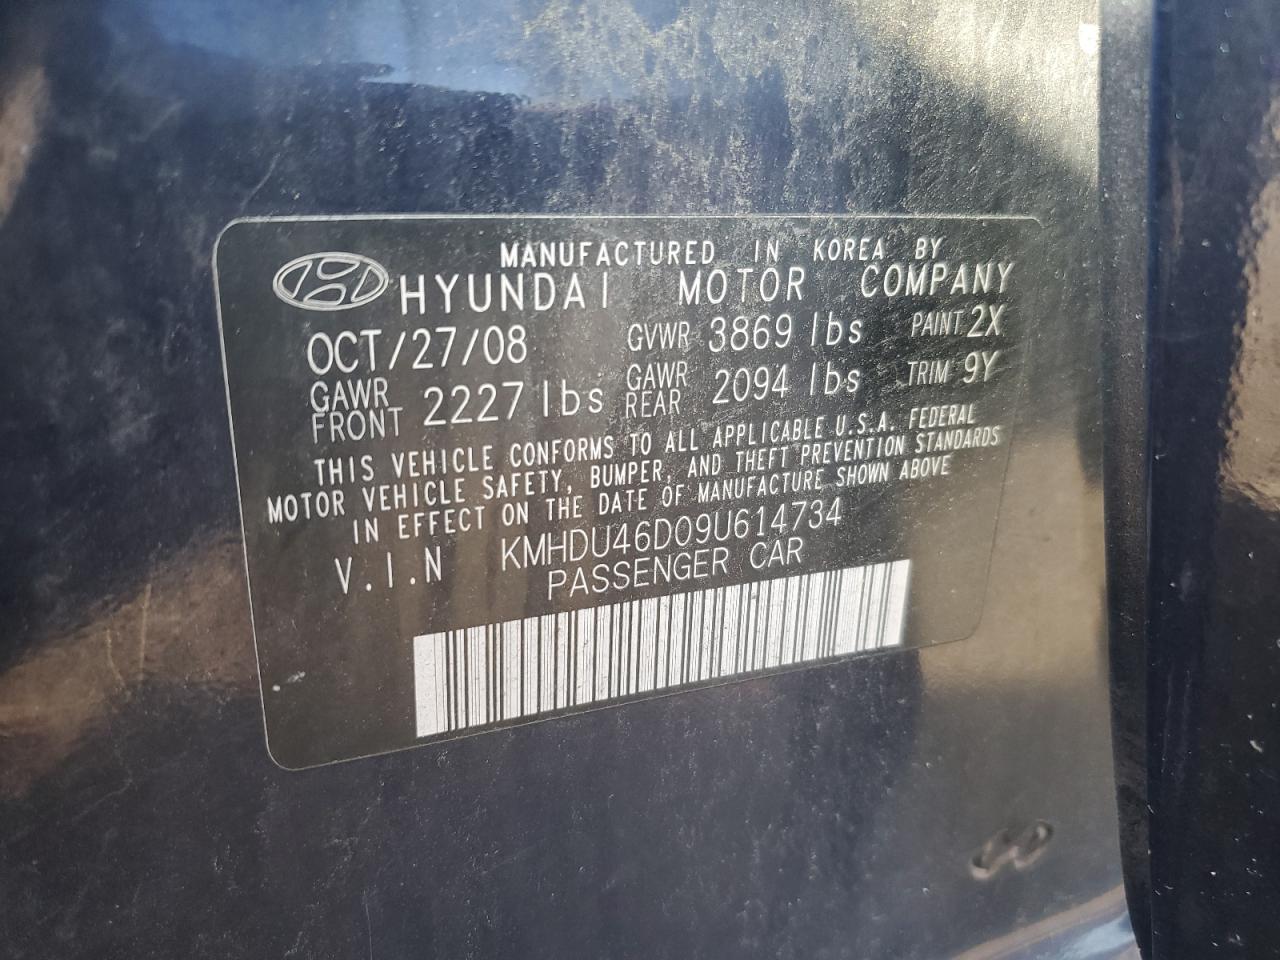 MANUFACTURED IN KOREA BY
HYUNDAI MOTOR COMPANY
OCT/27/08 GVWR 3869 lbs PAINT 2X
GAWR FRONT 2227 lbs GAWR REAR 2094 lbs TRIM 9Y
THIS VEHICLE CONFORMS TO ALL APPLICABLE U.S.A. FEDERAL
MOTOR VEHICLE SAFETY, BUMPER, AND THEFT PREVENTION STANDARDS
IN EFFECT ON THE DATE OF MANUFACTURE SHOWN ABOVE
V.I.N KMHDU46D09U614734
PASSENGER CAR